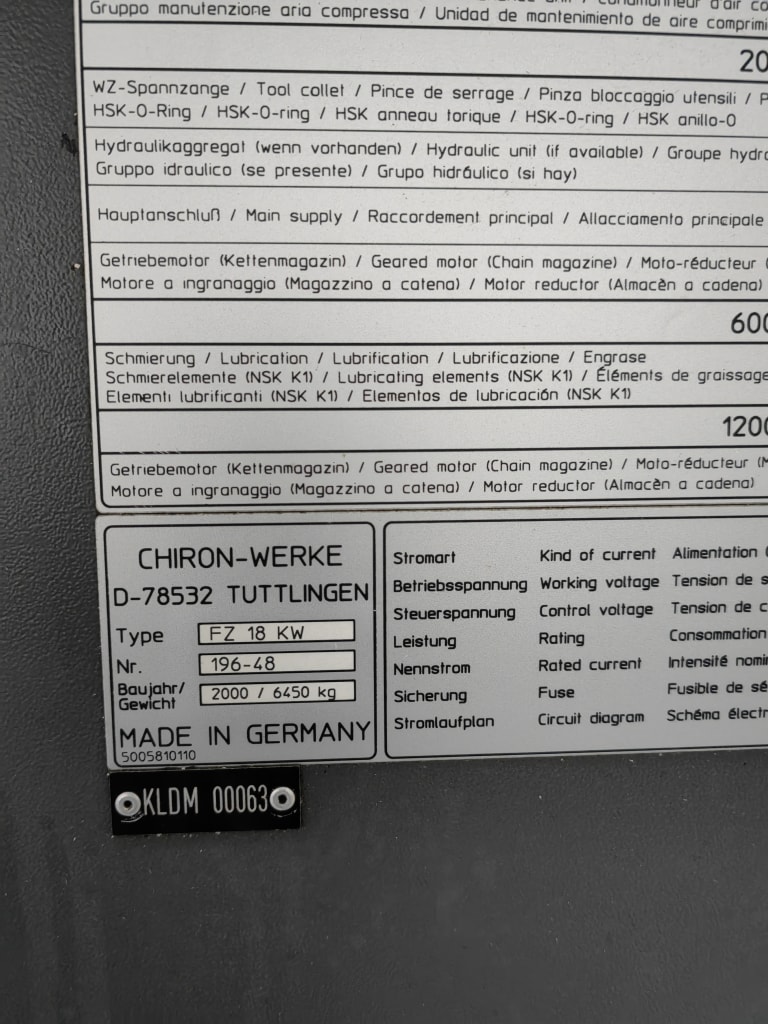 Gruppo manutenzione aria compressa / Unidad de mantenimiento de aire
20
WZ-Spannzange / Tool collet / Pince de serrage / Pinza bloccaggio utensili /
HSK-O-Ring / HSK-O-ring / HSK anneau torique / HSK-O-ring / HSK anillo-O
Hydraulikaggregat (wenn vorhanden) / Hydraulic unit (if available) / Groupe
Gruppo idraulico (se presente) / Grupo hidráulico (si hay)
Hauptanschluß / Main supply / Raccordement principal / Allacciamento principale
Getriebemotor (Kettenmagazin) / Geared motor (Chain magazine) / Moto-réducteur (
Motore a ingranaggio (Magazzino a catena) / Motor reductor (Almacèn a cadena)
600
Schmierung / Lubrication / Lubrification / Lubrificazione / Engrase
Schmierelemente (NSK K1) / Lubricating elements (NSK K1) / Éléments de graissage
Elementi lubrificanti (NSK K1) / Elementos de lubricación (NSK K1)
1200
Getriebemotor (Kettenmagazin) / Geared motor (Chain magazine) / Moto-réducteur (M
Motore a ingranaggio (Magazzino a catena) / Motor reductor (Almacèn a cadena)
CHIRON-WERKE
D-78532 TUTTLINGEN
Type FZ 18 KW
Nr. 196-48
Baujahr/
Gewicht 2000 / 6450 kg
MADE IN GERMANY
5005810110
Stromart Kind of current Alimentation (
Betriebsspannung Working voltage Tension de s
Steuerspannung Control voltage Tension de c
Leistung Rating Consommation
Nennstrom Rated current Intensité nomi
Sicherung Fuse Fusible de sé
Stromlaufplan Circuit diagram Schéma électr
KLDM 00063